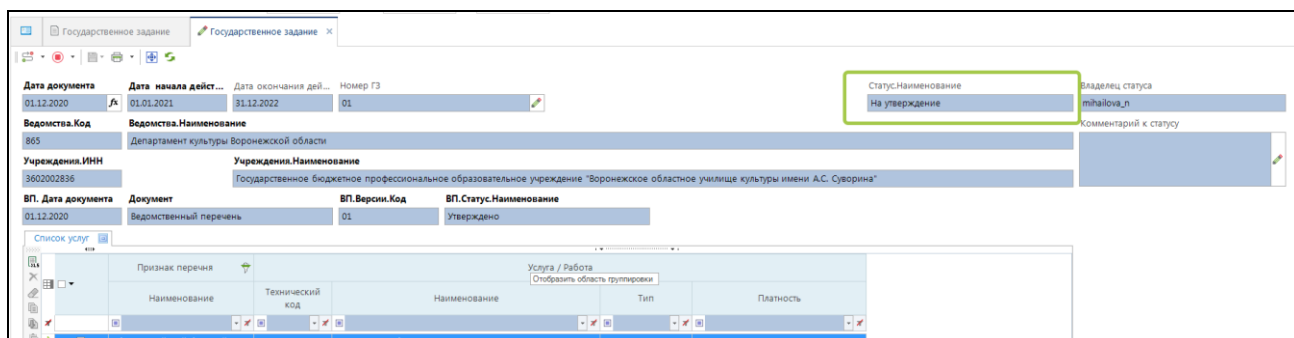 Государственное задание
Государственное задание ×
Дата документа
Дата начала дейст...
Дата окончания дей...
Номер ГЗ
Статус.Наименование
Владелец статуса
01.12.2020
fx
01.01.2021
31.12.2022
01
На утверждение
mihailova_n
Ведомства.Код
Ведомства.Наименование
Комментарий к статусу
865
Департамент культуры Воронежской области
Учреждения.ИНН
Учреждения.Наименование
3602002836
Государственное бюджетное профессиональное образовательное учреждение "Воронежское областное училище культуры имени А.С. Суворина"
ВП. Дата документа
Документ
ВП.Версии.Код
ВП.Статус.Наименование
01.12.2020
Ведомственный перечень
01
Утверждено
Список услуг
Признак перечня
Услуга / Работа
Отобразить область группировки
Наименование
Технический код
Наименование
Тип
Платность